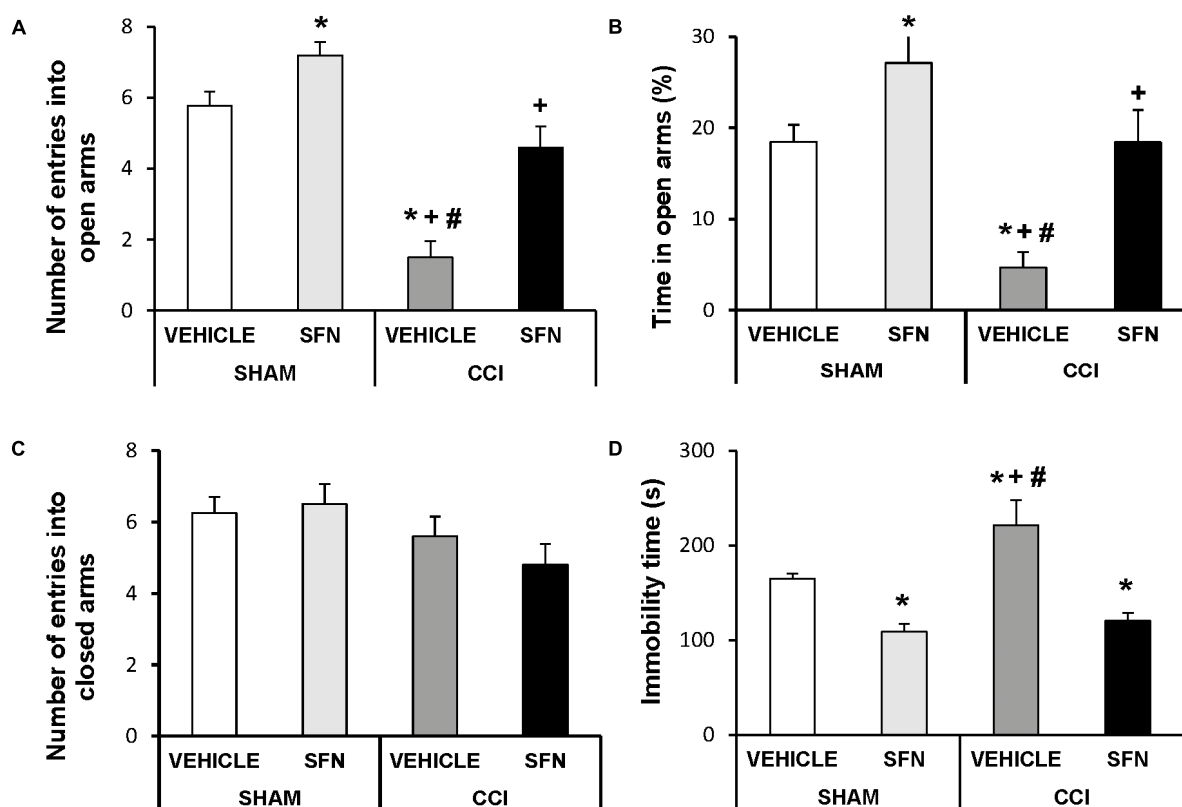 A
Number of entries into
open arms
8
6
4
2
0
*
* + #
+
VEHICLE SFN VEHICLE SFN
SHAM CCI
B
Time in open arms (%)
30
20
10
0
*
* + #
+
VEHICLE SFN VEHICLE SFN
SHAM CCI
C
Number of entries into
closed arms
8
6
4
2
0
VEHICLE SFN VEHICLE SFN
SHAM CCI
D
Immobility time (s)
300
200
100
0
*
* + #
*
VEHICLE SFN VEHICLE SFN
SHAM CCI